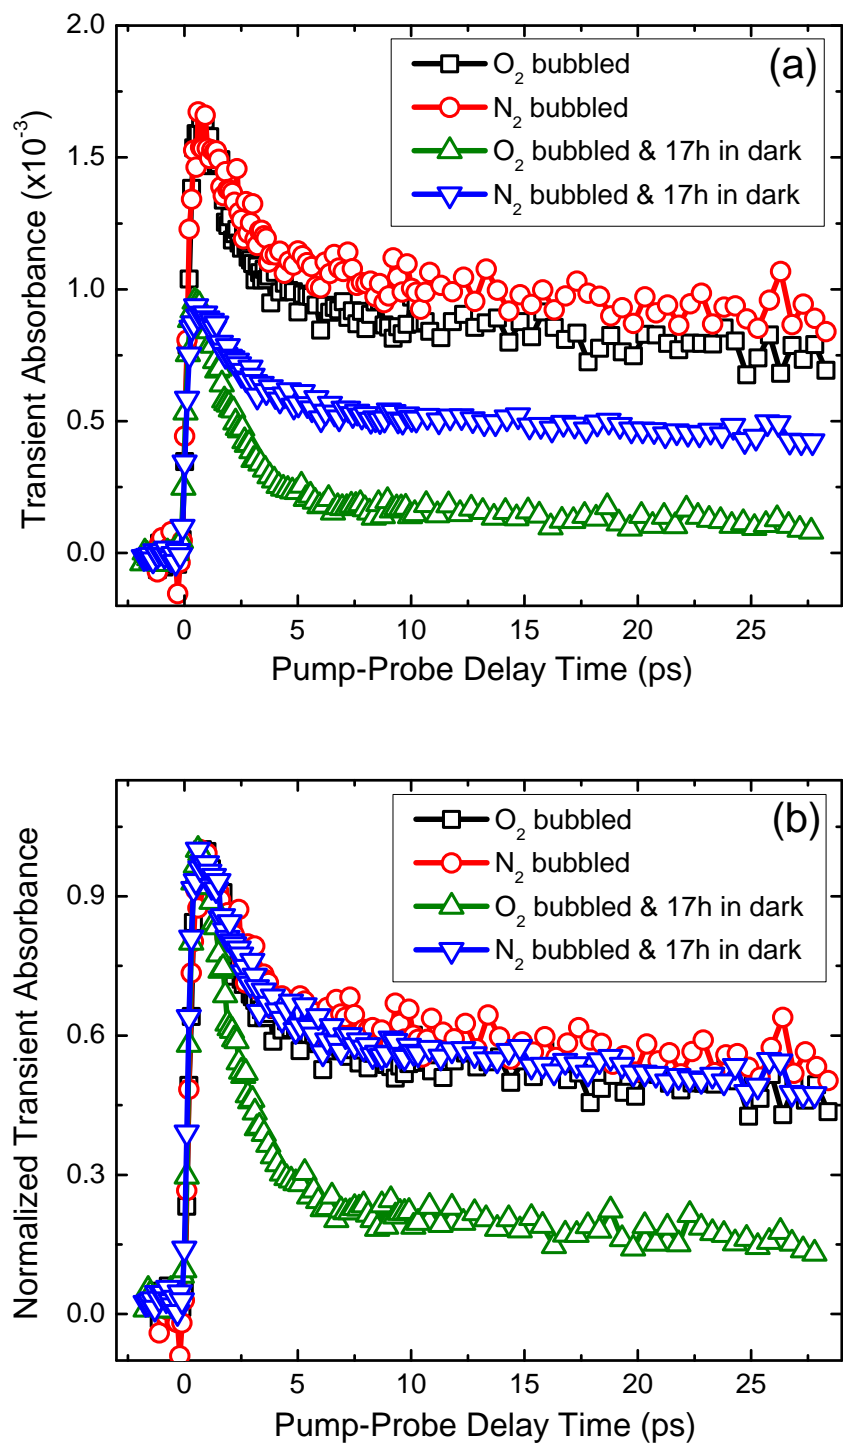 2.0
(a)
O₂ bubbled
N₂ bubbled
O₂ bubbled & 17h in dark
N₂ bubbled & 17h in dark
1.5
1.0
0.5
0.0
Transient Absorbance (x10⁻³)
0 5 10 15 20 25
Pump-Probe Delay Time (ps)
(b)
O₂ bubbled
N₂ bubbled
O₂ bubbled & 17h in dark
N₂ bubbled & 17h in dark
0.9
0.6
0.3
0.0
Normalized Transient Absorbance
0 5 10 15 20 25
Pump-Probe Delay Time (ps)